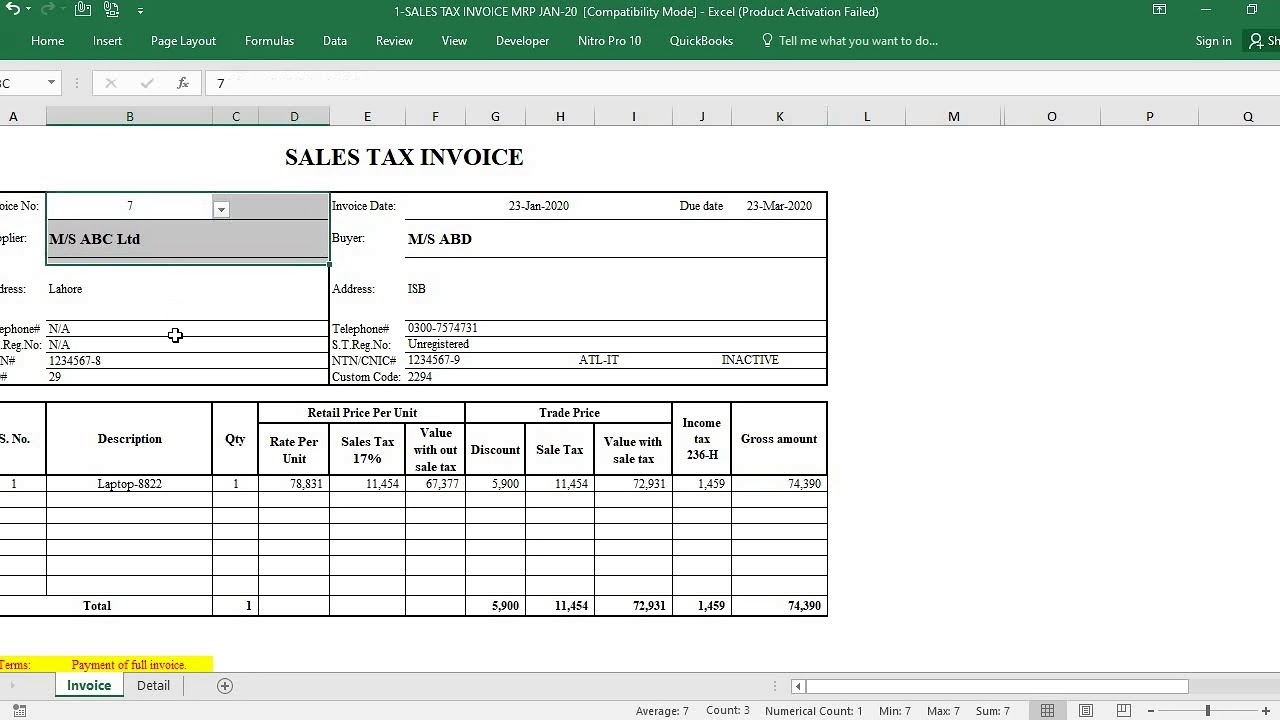 1-SALES TAX INVOICE MRP JAN-20 [Compatibility Mode] - Excel (Product Activation Failed)
Home Insert Page Layout Formulas Data Review View Developer Nitro Pro 10 QuickBooks Tell me what you want to do... Sign in Sh
C fx 7
A B C D E F G H I J K L M O P Q
SALES TAX INVOICE
oice No: 7 Invoice Date: 23-Jan-2020 Due date 23-Mar-2020
plier: M/S ABC Ltd Buyer: M/S ABD
dress: Lahore Address: ISB
ephone# N/A Telephone# 0300-7574731
.Reg.No: N/A S.T.Reg.No: Unregistered
N# 1234567-8 NTN/CNIC# 1234567-9 ATL-IT INACTIVE
# 29 Custom Code: 2294
S. No. Description Qty Retail Price Per Unit Trade Price Income tax 236-H Gross amount
Rate Per Unit Sales Tax 17% Value with out sale tax Discount Sale Tax Value with sale tax
1 Laptop-8822 1 78,831 11,454 67,377 5,900 11,454 72,931 1,459 74,390
Total 1 5,900 11,454 72,931 1,459 74,390
Terms: Payment of full invoice.
Invoice Detail
Average: 7 Count: 3 Numerical Count: 1 Min: 7 Max: 7 Sum: 7